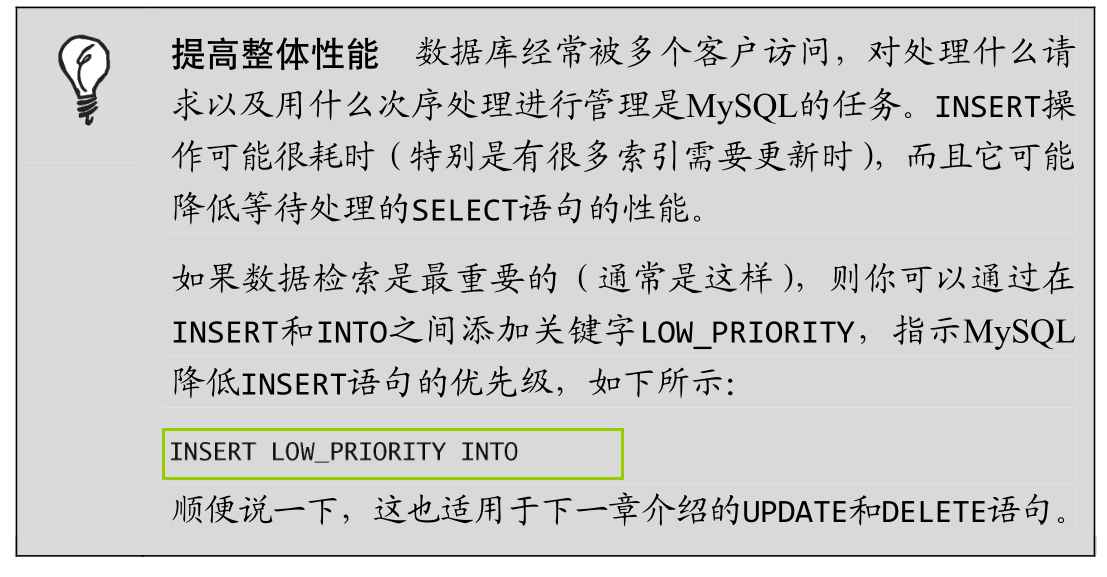 提高整体性能 数据库经常被多个客户访问，对处理什么请
求以及用什么次序处理进行管理是MySQL的任务。INSERT操
作可能很耗时（特别是有很多索引需要更新时），而且它可能
降低等待处理的SELECT语句的性能。
如果数据检索是最重要的（通常是这样），则你可以通过在
INSERT和INTO之间添加关键字LOW_PRIORITY，指示MySQL
降低INSERT语句的优先级，如下所示：
INSERT LOW_PRIORITY INTO
顺便说一下，这也适用于下一章介绍的UPDATE和DELETE语句。